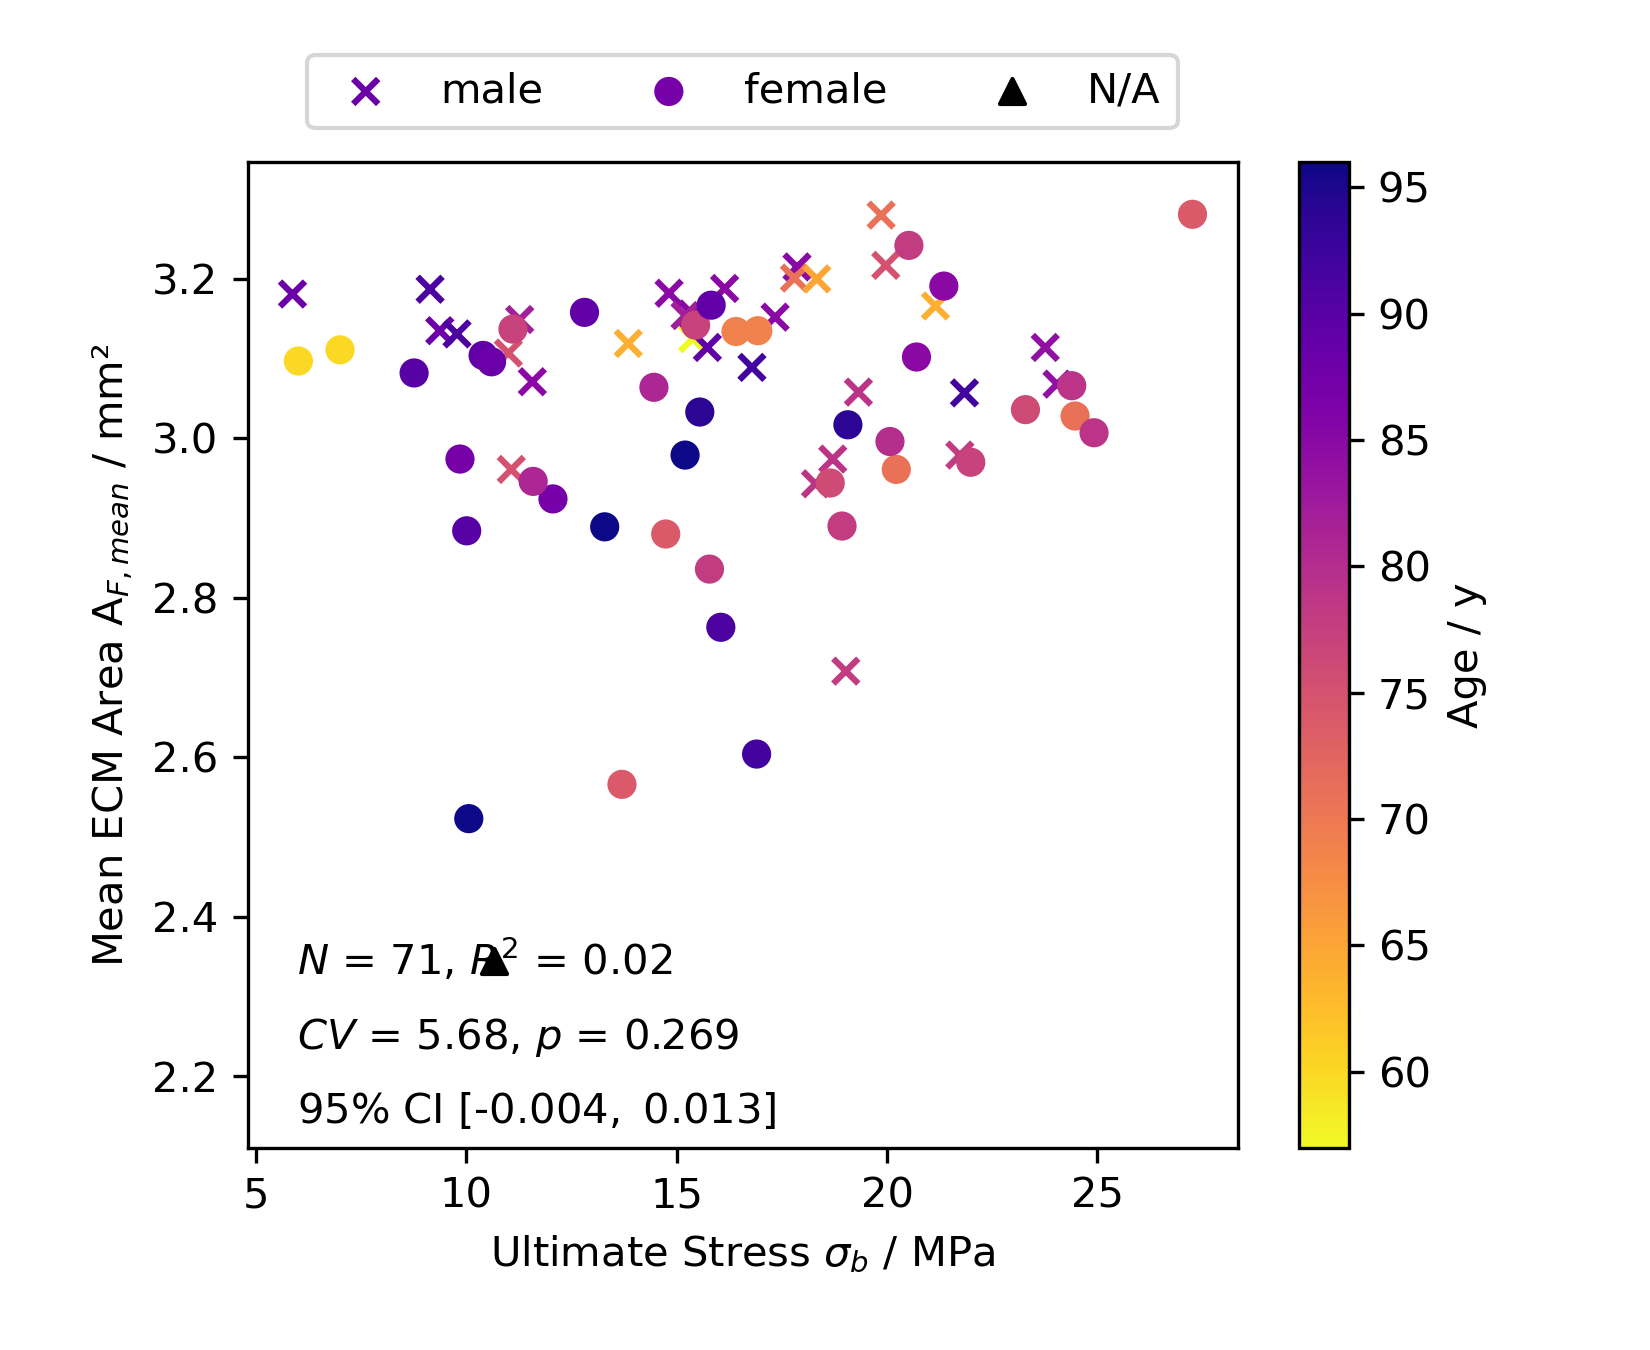 male female N/A
3.2
3.0
2.8
2.6
2.4
2.2
Mean ECM Area A_F,mean / mm²
N = 71, R² = 0.02
CV = 5.68, p = 0.269
95% CI [-0.004, 0.013]
5 10 15 20 25
Ultimate Stress σ_b / MPa
95
90
85
80
75
70
65
60
Age / y